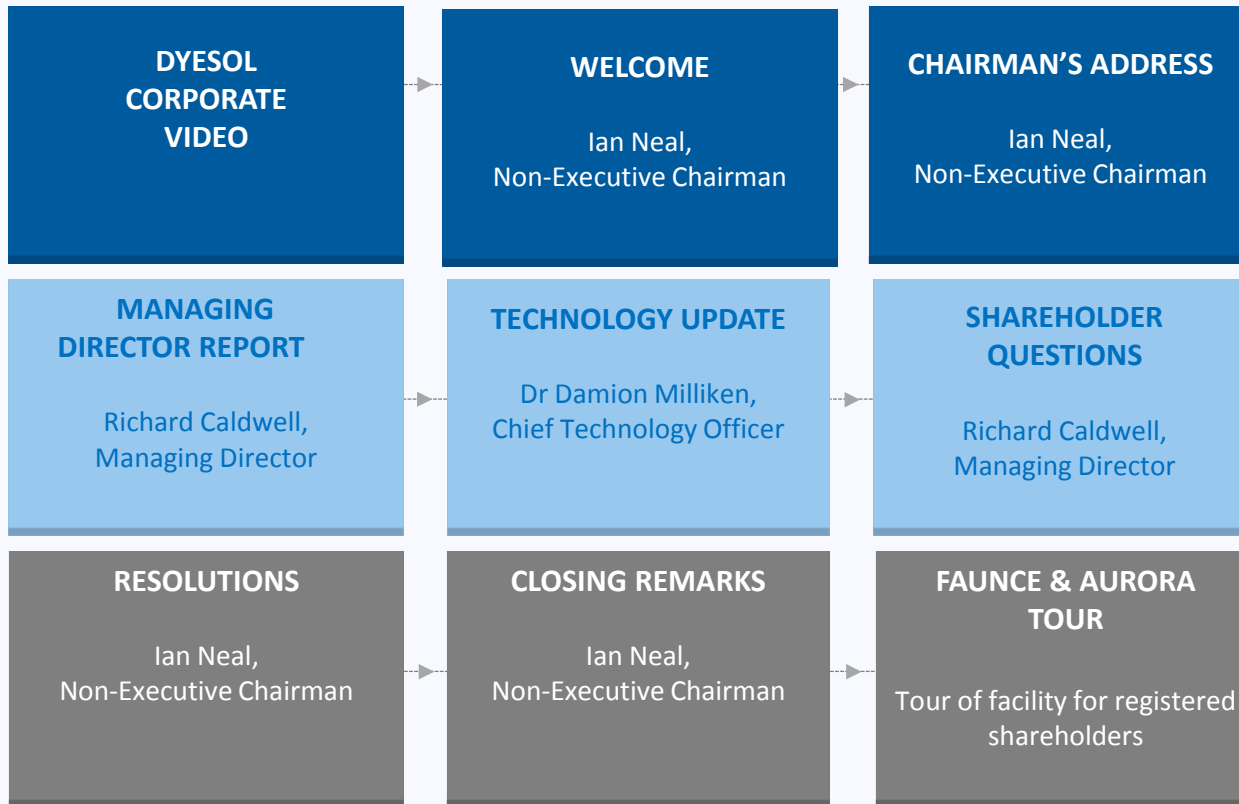 DYESOL
CORPORATE
VIDEO
WELCOME
Ian Neal,
Non-Executive Chairman
CHAIRMAN’S ADDRESS
Ian Neal,
Non-Executive Chairman
MANAGING
DIRECTOR REPORT
Richard Caldwell,
Managing Director
TECHNOLOGY UPDATE
Dr Damion Milliken,
Chief Technology Officer
SHAREHOLDER
QUESTIONS
Richard Caldwell,
Managing Director
RESOLUTIONS
Ian Neal,
Non-Executive Chairman
CLOSING REMARKS
Ian Neal,
Non-Executive Chairman
FAUNCE & AURORA
TOUR
Tour of facility for registered
shareholders